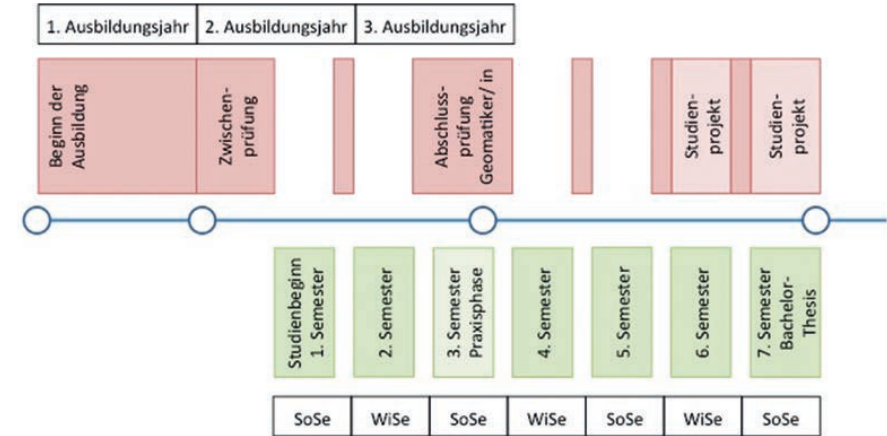 1. Ausbildungsjahr
2. Ausbildungsjahr
3. Ausbildungsjahr
Beginn der
Ausbildung
Zwischen-
prüfung
Abschluss-
prüfung
Geomatiker/ in
Studien-
projekt
Studien-
projekt
Studienbeginn
1. Semester
2. Semester
3. Semester
Praxisphase
4. Semester
5. Semester
6. Semester
7. Semester
Bachelor-
Thesis
SoSe
WiSe
SoSe
WiSe
SoSe
WiSe
SoSe